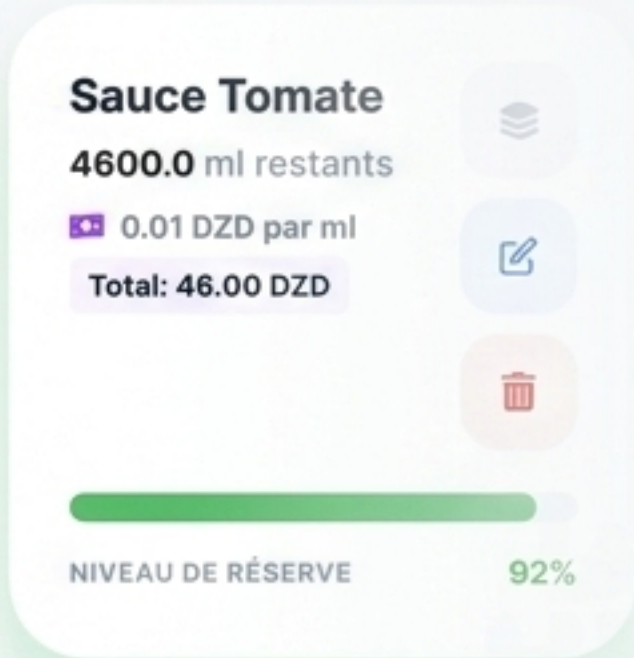 Sauce Tomate
4600.0 ml restants
0.01 DZD par ml
Total: 46.00 DZD
NIVEAU DE RÉSERVE 92%